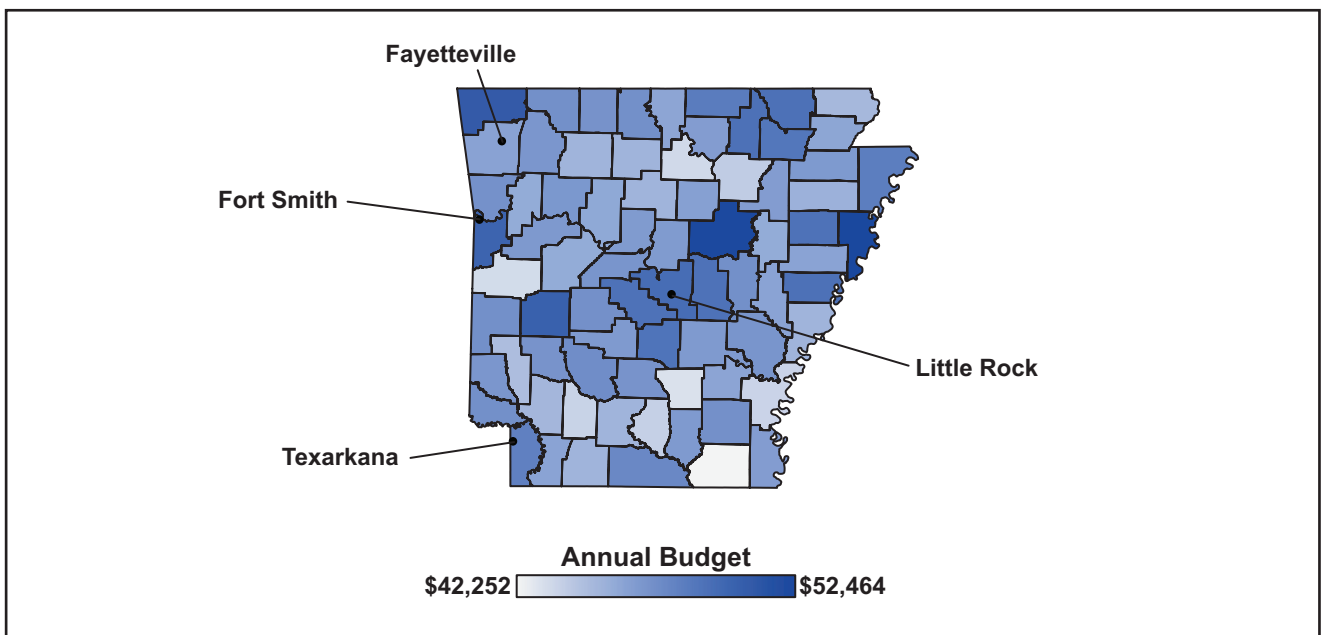 Fayetteville
Fort Smith
Little Rock
Texarkana
Annual Budget
$42,252 $52,464